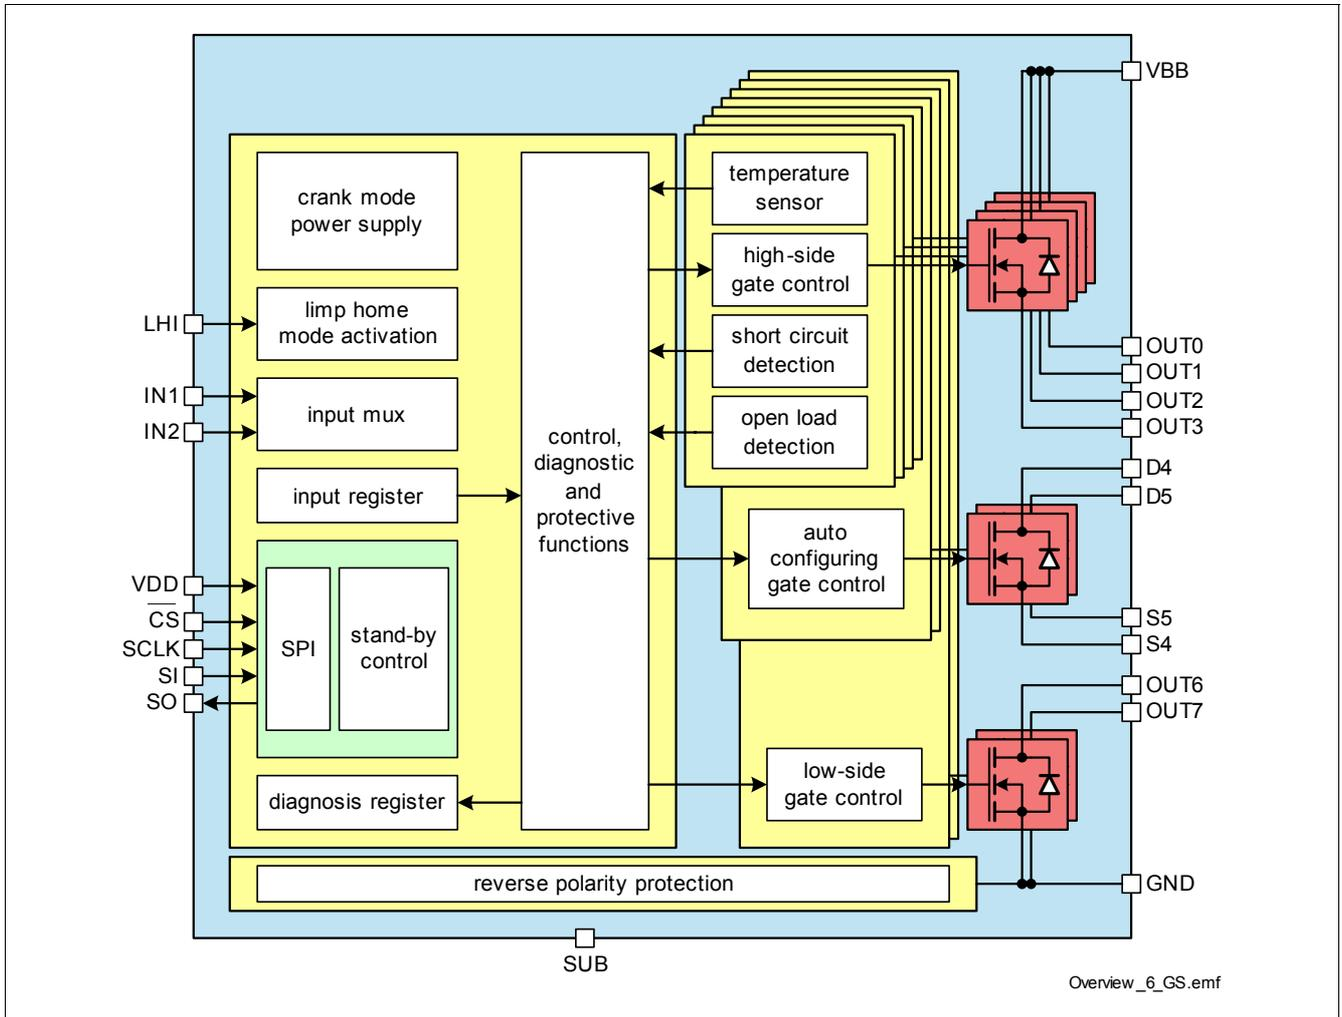 VBB
temperature
sensor
crank mode
power supply
high-side
gate control
limp home
mode activation
LHI
short circuit
detection
OUT0
OUT1
IN1
IN2
input mux
OUT2
OUT3
open load
detection
control,
diagnostic
and
protective
functions
D4
D5
input register
auto
configuring
gate control
VDD
CS
SCLK
SI
SO
SPI
stand-by
control
S5
S4
OUT6
OUT7
low-side
gate control
diagnosis register
reverse polarity protection
GND
SUB
Overview_6_GS.emf